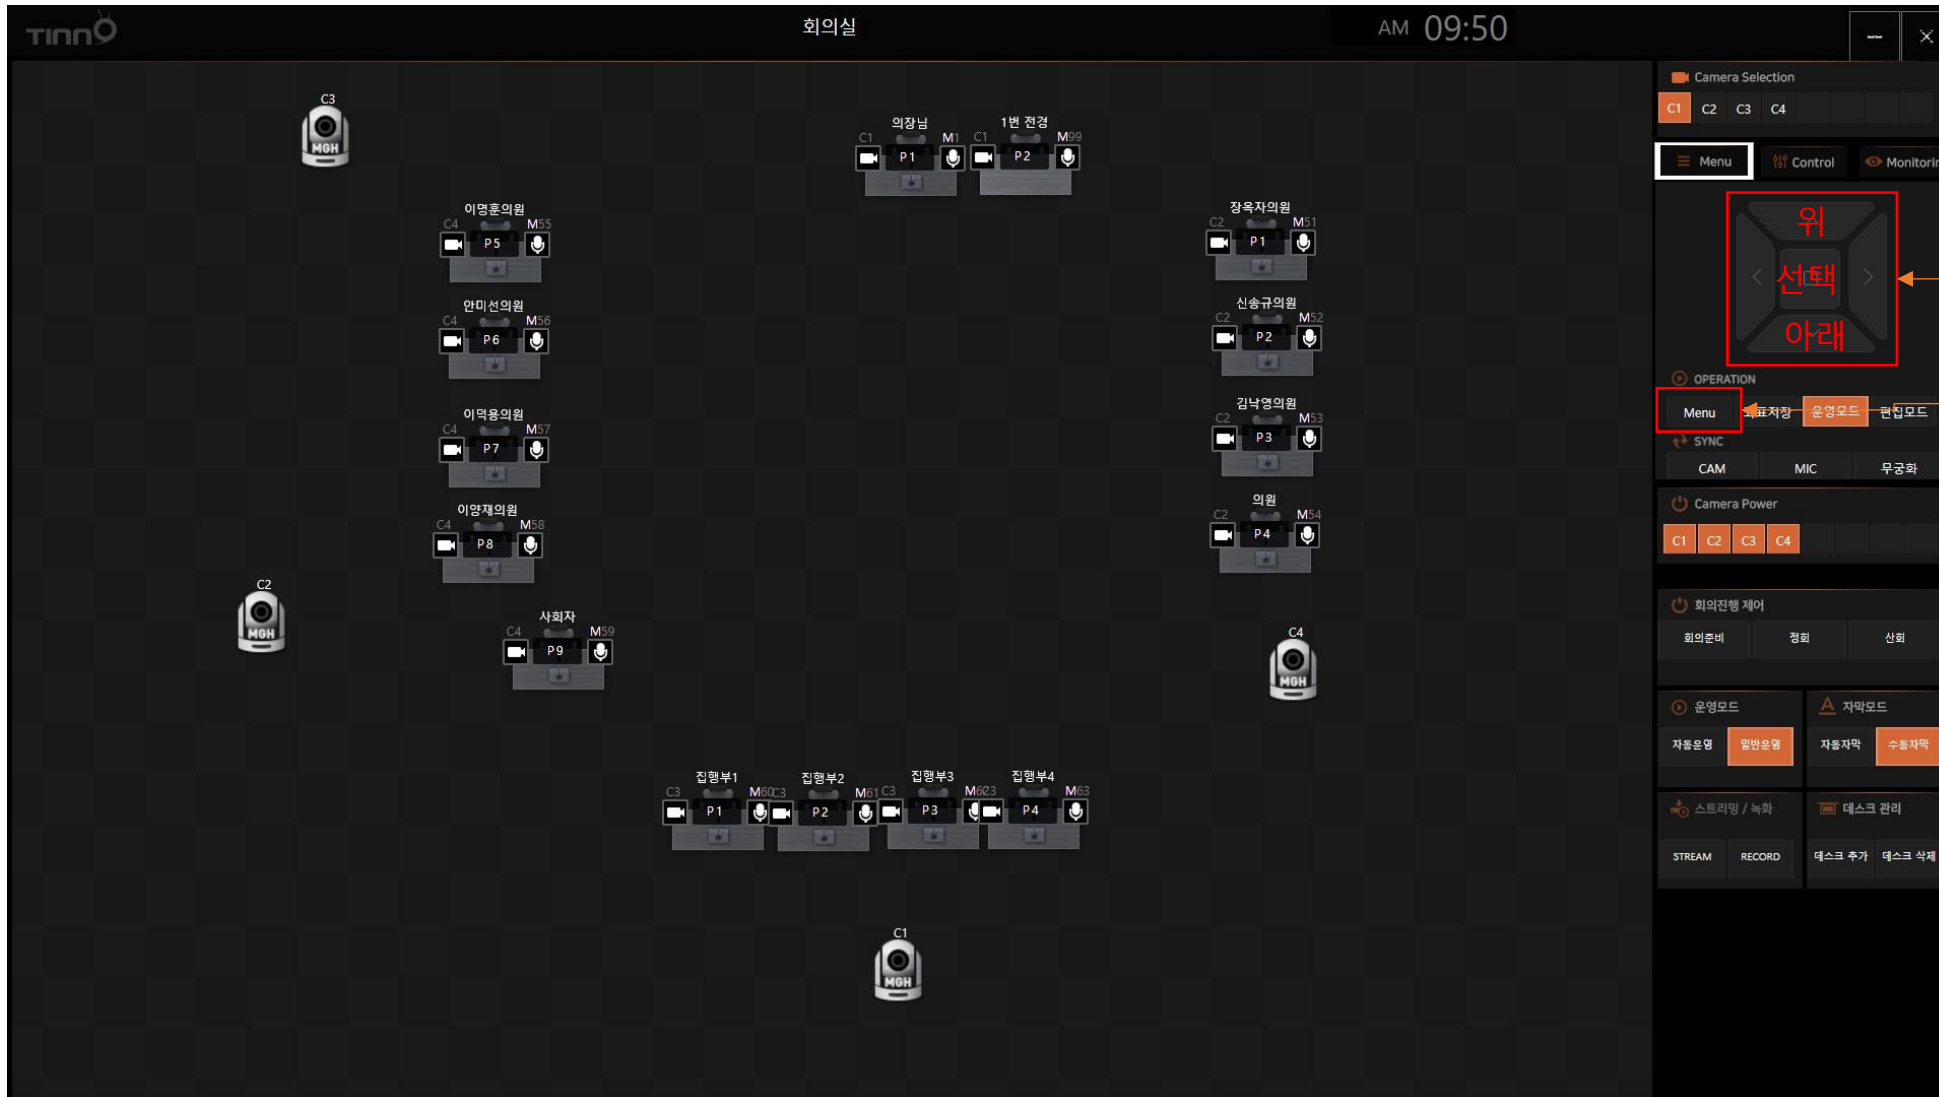 TINNO
회의실
AM 09:50
Camera Selection
C1 C2 C3 C4
Menu Control Monitorin
위
선택
아래
OPERATION
Menu 운영모드 편집모드
SYNC
CAM MIC 무궁화
Camera Power
C1 C2 C3 C4
회의진행 제어
회의준비 정회 산회
운영모드 자막모드
자동운영 일반운영 자동자막 수동자막
스트리밍 / 녹화 데스크 관리
STREAM RECORD 데스크 추가 데스크 삭제
C3
MGH
의장님
C1 M1
P1
1번 전경
C1 M99
P2
이명훈의원
C4 M55
P5
안미선의원
C4 M56
P6
이덕용의원
C4 M57
P7
이양재의원
C4 M58
P8
장옥자의원
C2 M51
P1
신송규의원
C2 M52
P2
김낙영의원
C2 M53
P3
의원
C2 M54
P4
C2
MGH
사회자
C4 M59
P9
C4
MGH
집행부1
C3 M60
P1
집행부2
C3 M61
P2
집행부3
C3 M62
P3
집행부4
C3 M63
P4
C1
MGH